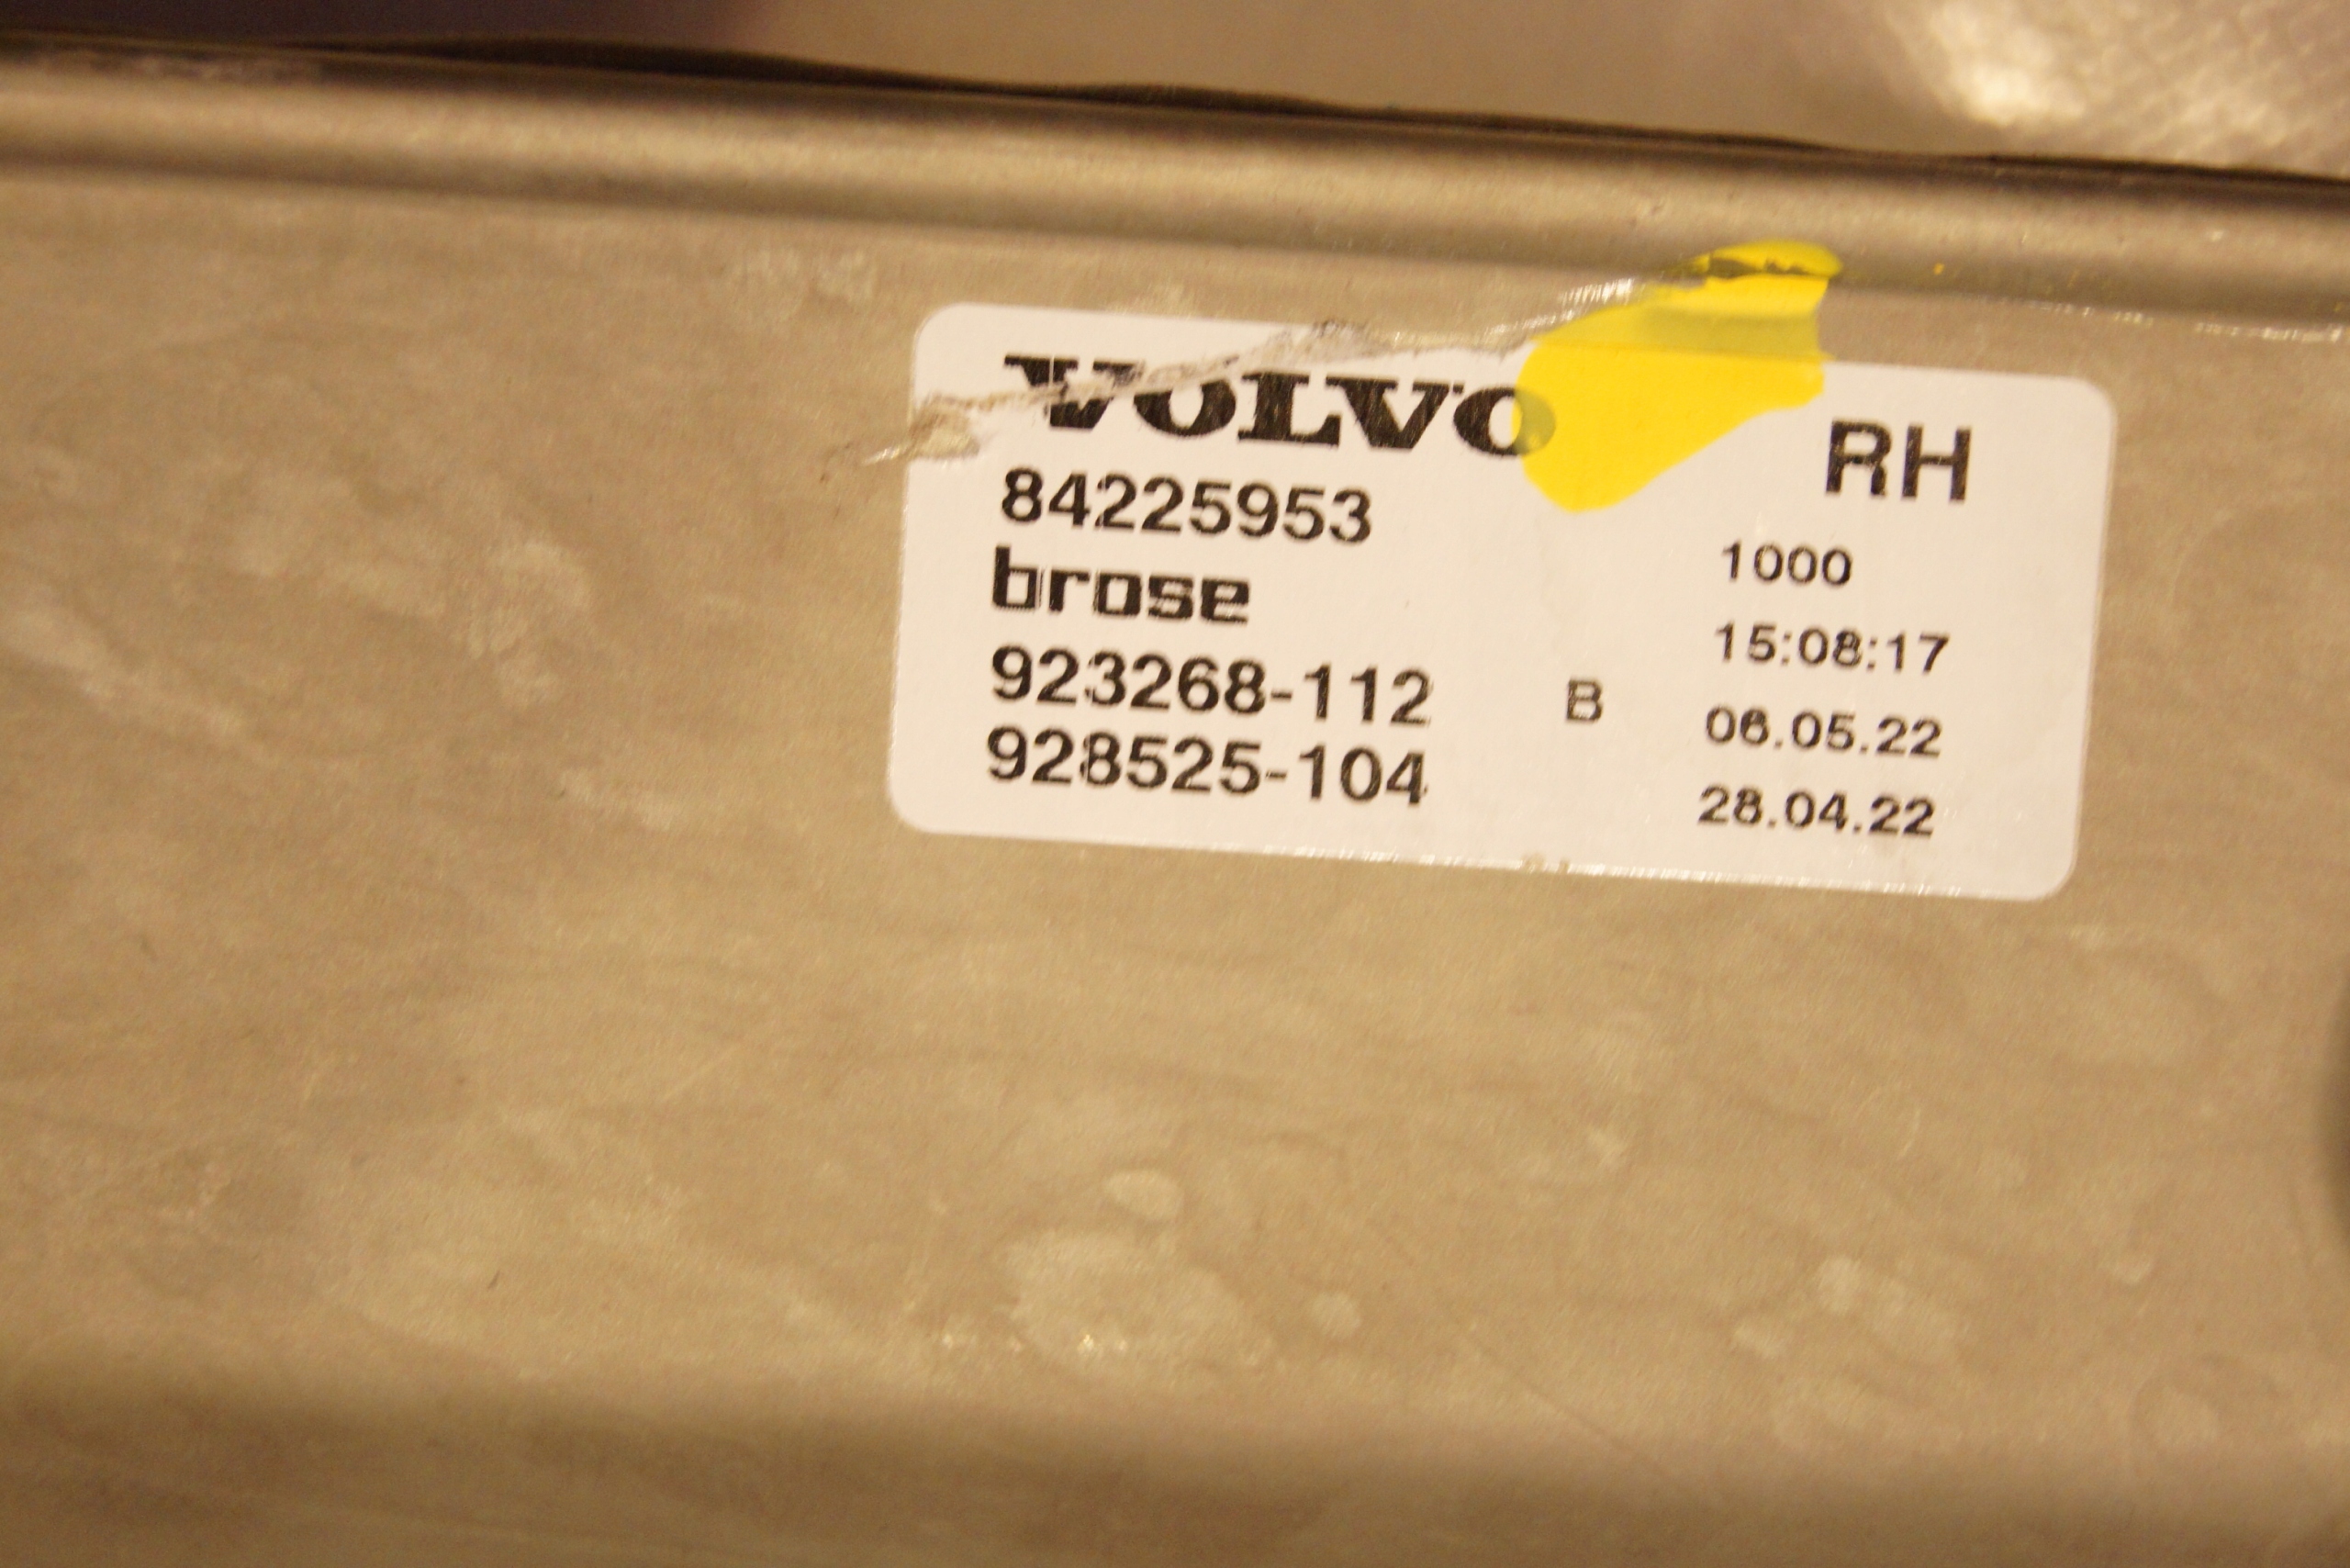 VOLVO RH
84225953 1000
brose 15:08:17
923268-112 B 06.05.22
928525-104 28.04.22